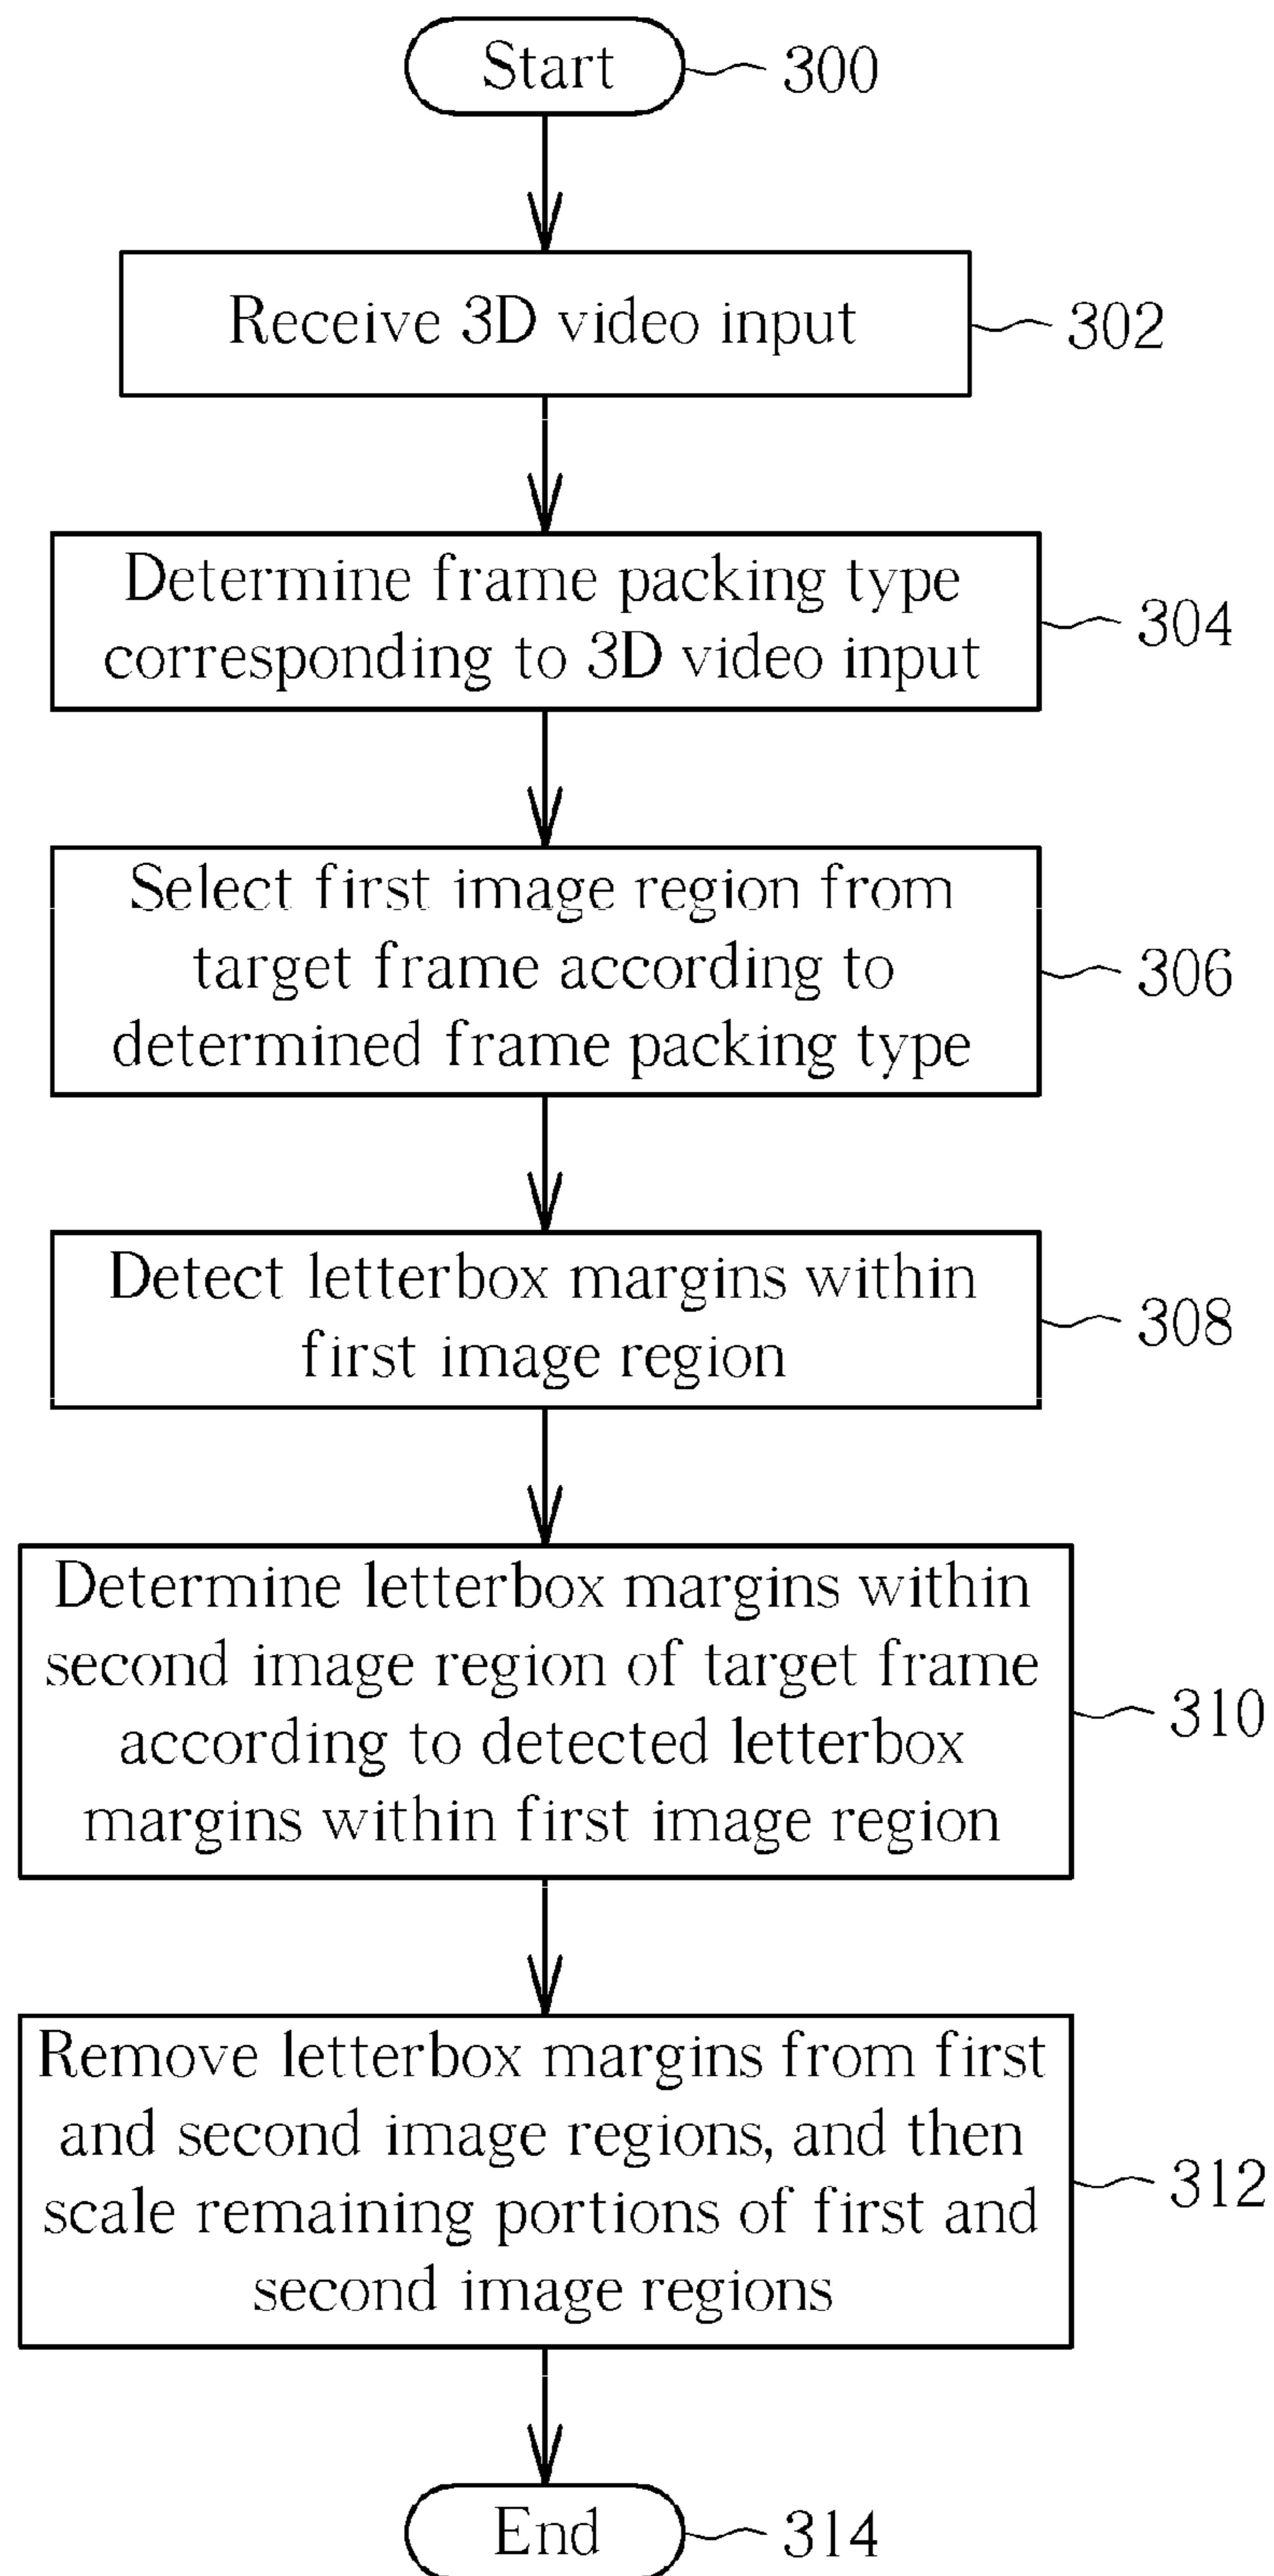 Start
300
Receive 3D video input
302
Determine frame packing type
corresponding to 3D video input
304
Select first image region from
target frame according to
determined frame packing type
306
Detect letterbox margins within
first image region
308
Determine letterbox margins within
second image region of target frame
according to detected letterbox
margins within first image region
310
Remove letterbox margins from first
and second image regions, and then
scale remaining portions of first and
second image regions
312
End
314